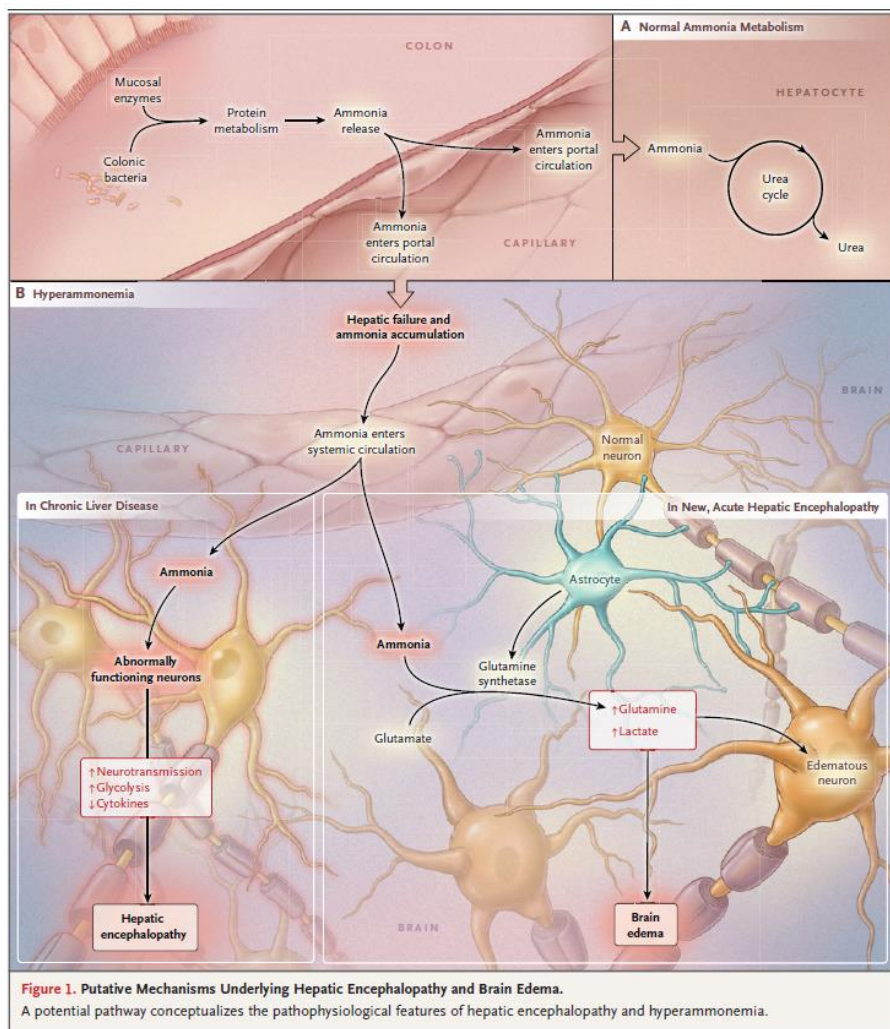 COLON
Mucosal
enzymes
Protein
metabolism
Ammonia
release
Colonic
bacteria
Ammonia
enters portal
circulation
Ammonia
enters portal
circulation
CAPILLARY
A Normal Ammonia Metabolism
HEPATOCYTE
Ammonia
Urea
cycle
Urea
B Hyperammonemia
Hepatic failure and
ammonia accumulation
BRAIN
CAPILLARY
Ammonia enters
systemic circulation
Normal
neuron
In Chronic Liver Disease
Ammonia
Abnormally
functioning neurons
↑Neurotransmission
↑Glycolysis
↓Cytokines
Hepatic
encephalopathy
In New, Acute Hepatic Encephalopathy
Astrocyte
Ammonia
Glutamine
synthetase
Glutamate
↑Glutamine
↑Lactate
Edematous
neuron
BRAIN
Brain
edema
Figure 1. Putative Mechanisms Underlying Hepatic Encephalopathy and Brain Edema.
A potential pathway conceptualizes the pathophysiological features of hepatic encephalopathy and hyperammonemia.